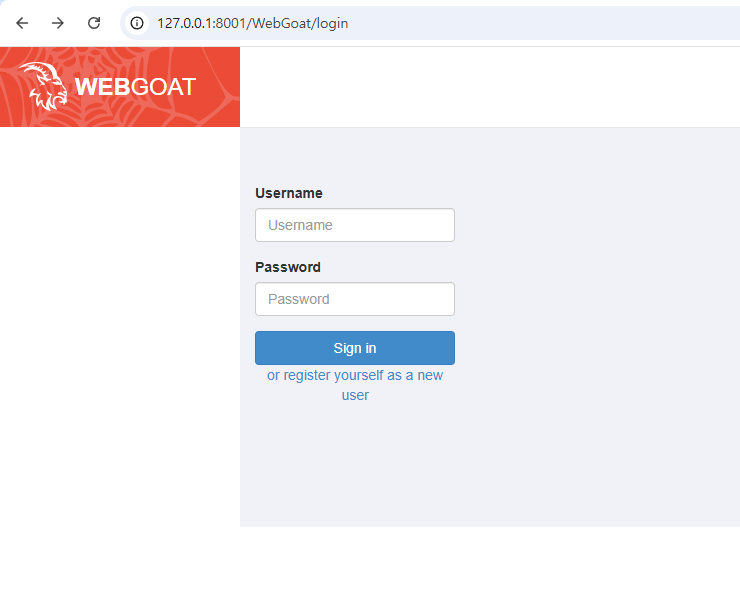 127.0.0.1:8001/WebGoat/login
WEBGOAT
Username
Username
Password
Password
Sign in
or register yourself as a new
user